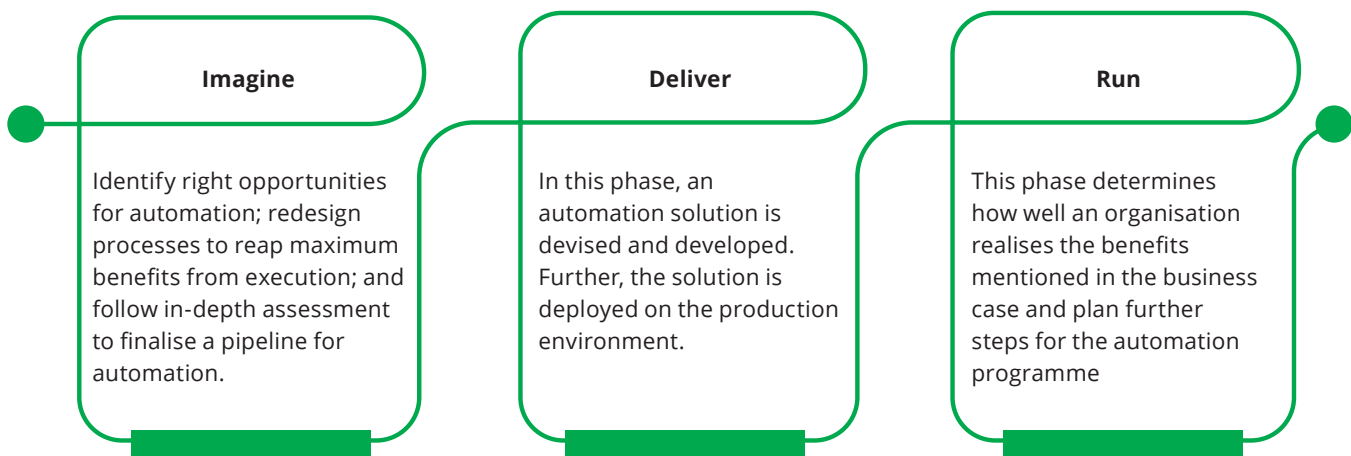 Imagine
Identify right opportunities
for automation; redesign
processes to reap maximum
benefits from execution; and
follow in-depth assessment
to finalise a pipeline for
automation.
Deliver
In this phase, an
automation solution is
devised and developed.
Further, the solution is
deployed on the production
environment.
Run
This phase determines
how well an organisation
realises the benefits
mentioned in the business
case and plan further
steps for the automation
programme